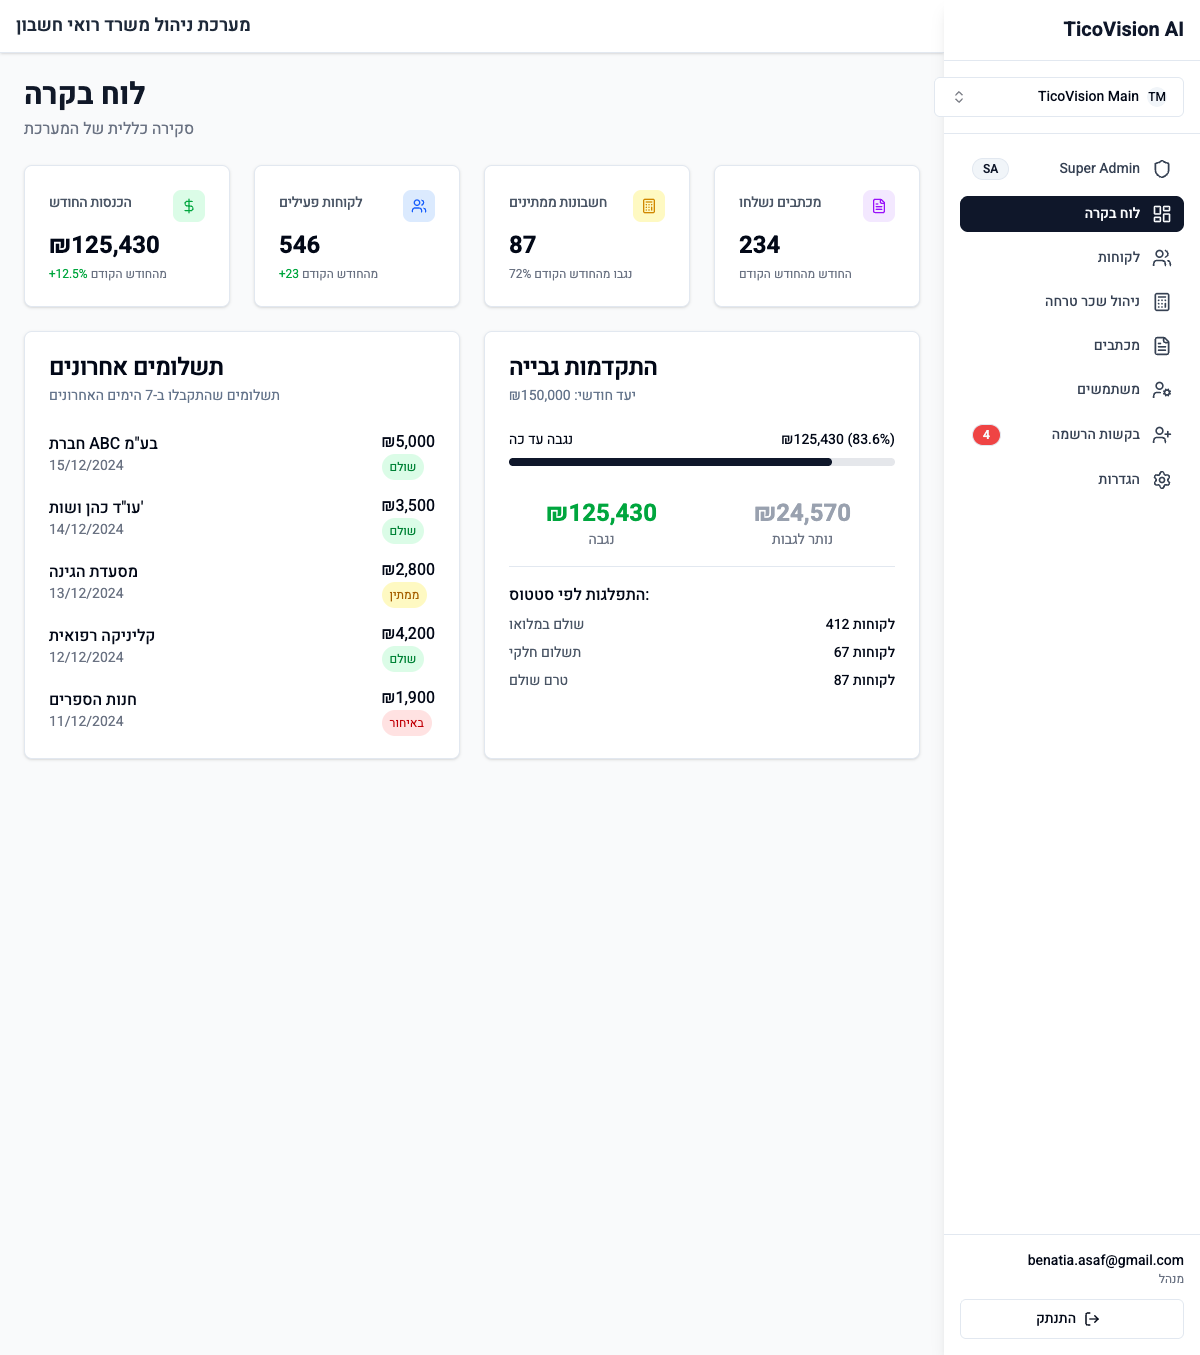 TicoVision AI
TM TicoVision Main
Super Admin SA
לוח בקרה
לקוחות
ניהול שכר טרחה
מכתבים
משתמשים
בקשות הרשמה 4
הגדרות
benatia.asaf@gmail.com
מנהל
התנתק
מערכת ניהול משרד רואי חשבון
לוח בקרה
סקירה כללית של המערכת
הכנסות החודש
₪125,430
+12.5% מהחודש הקודם
לקוחות פעילים
546
+23 מהחודש הקודם
חשבונות ממתינים
87
72% נגבו מהחודש הקודם
מכתבים נשלחו
234
החודש מהחודש הקודם
תשלומים אחרונים
תשלומים שהתקבלו ב-7 הימים האחרונים
חברת ABC בע"מ
₪5,000
15/12/2024
שולם
עו"ד כהן ושות'
₪3,500
14/12/2024
שולם
מסעדת הגינה
₪2,800
13/12/2024
ממתין
קליניקה רפואית
₪4,200
12/12/2024
שולם
חנות הספרים
₪1,900
11/12/2024
באיחור
התקדמות גבייה
יעד חודשי: ₪150,000
נגבה עד כה
₪125,430 (83.6%)
₪125,430
נגבה
₪24,570
נותר לגבות
התפלגות לפי סטטוס:
שולם במלואו
412 לקוחות
תשלום חלקי
67 לקוחות
טרם שולם
87 לקוחות